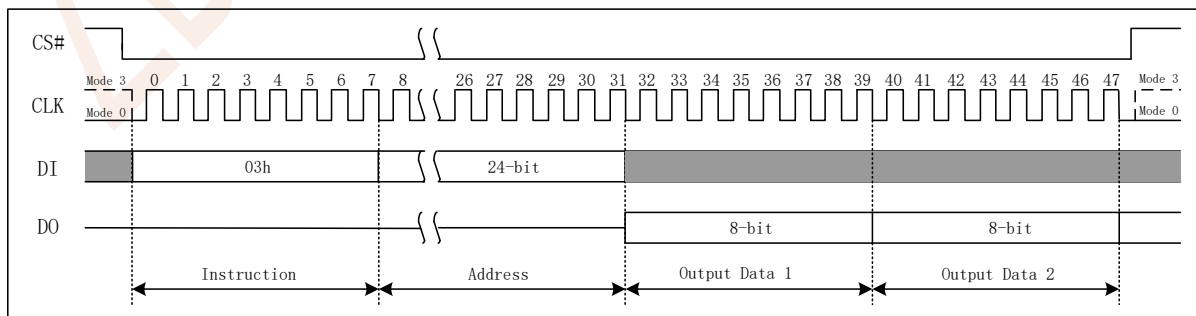 CS#
Mode 3 0 1 2 3 4 5 6 7 8 26 27 28 29 30 31 32 33 34 35 36 37 38 39 40 41 42 43 44 45 46 47 Mode 3
CLK
Mode 0 Mode 0
DI 03h 24-bit
DO 8-bit 8-bit
Instruction Address Output Data 1 Output Data 2